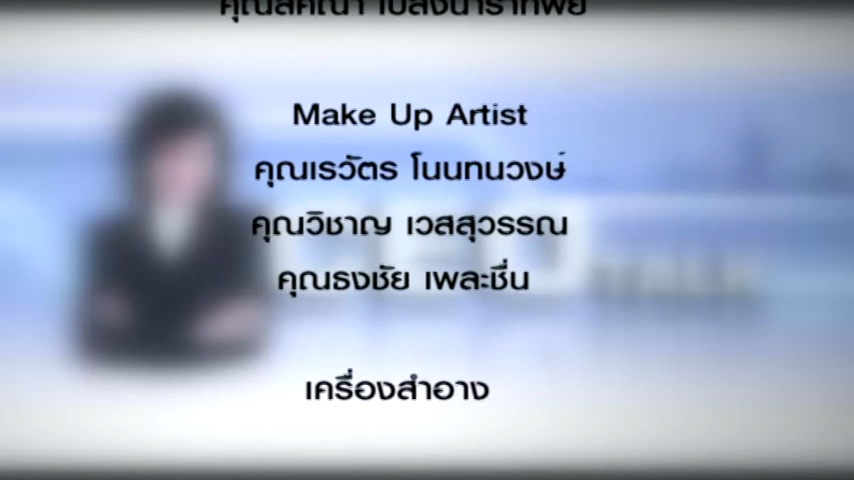 Make Up Artist
คุณเรวัตร โนนทนวงษ์
คุณวิชาญ เวสสุวรรณ
คุณธงชัย เพละชื่น
เครื่องสำอาง